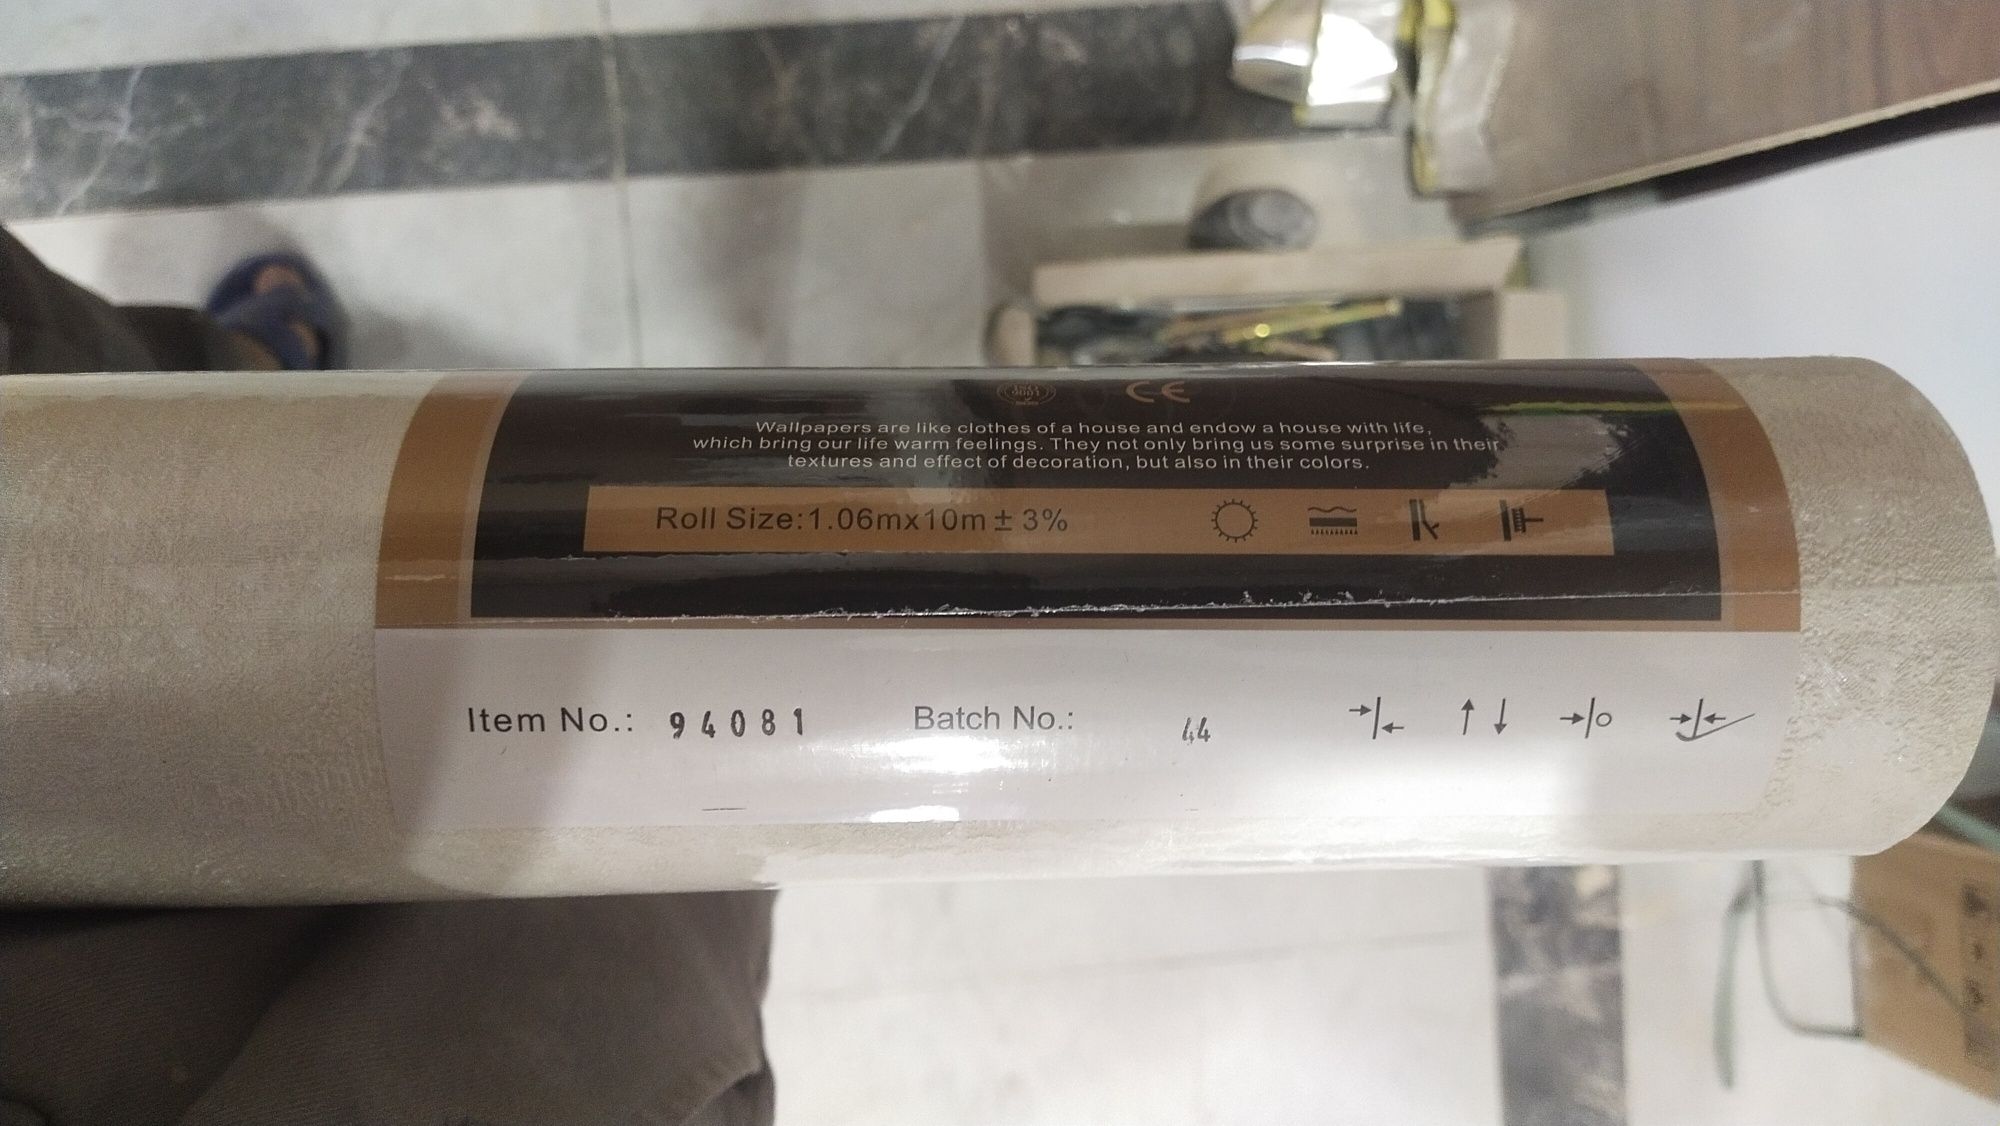 ISO
9001
CE
Wallpapers are like clothes of a house and endow a house with life,
which bring our life warm feelings. They not only bring us some surprise in their
textures and effect of decoration, but also in their colors.
Roll Size:1.06mx10m±3%
Item No.: 94081 Batch No.: 44